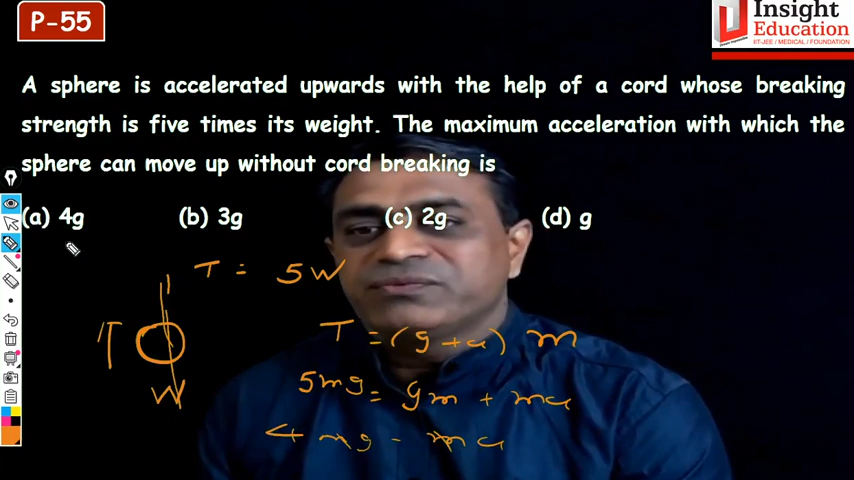 P-55
Insight
Education
IIT-JEE / MEDICAL / FOUNDATION
A sphere is accelerated upwards with the help of a cord whose breaking
strength is five times its weight. The maximum acceleration with which the
sphere can move up without cord breaking is
(a) 4g (b) 3g (c) 2g (d) g
T = 5W
T
T = (g + a) m
W
5mg = gm + ma
4 mg - ma